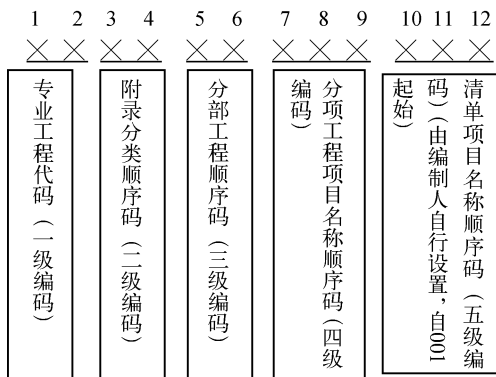 1 2 3 4 5 6 7 8 9 10 11 12
× × × × × × × × × × × ×
专业工程代码（一级编码）
附录分类顺序码（二级编码）
分部工程顺序码（三级编码）
分项工程项目名称顺序码（四级
编码）
清单项目名称顺序码（五级编
码）（由编制人自行设置，自001
起始）